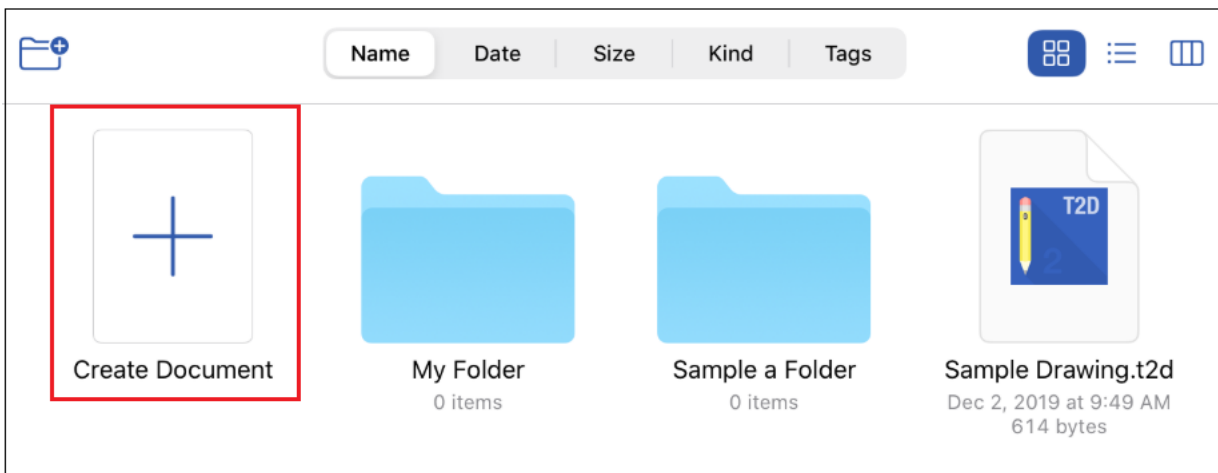 Name Date Size Kind Tags
T2D
2
Create Document My Folder Sample a Folder Sample Drawing.t2d
0 items 0 items Dec 2, 2019 at 9:49 AM
614 bytes